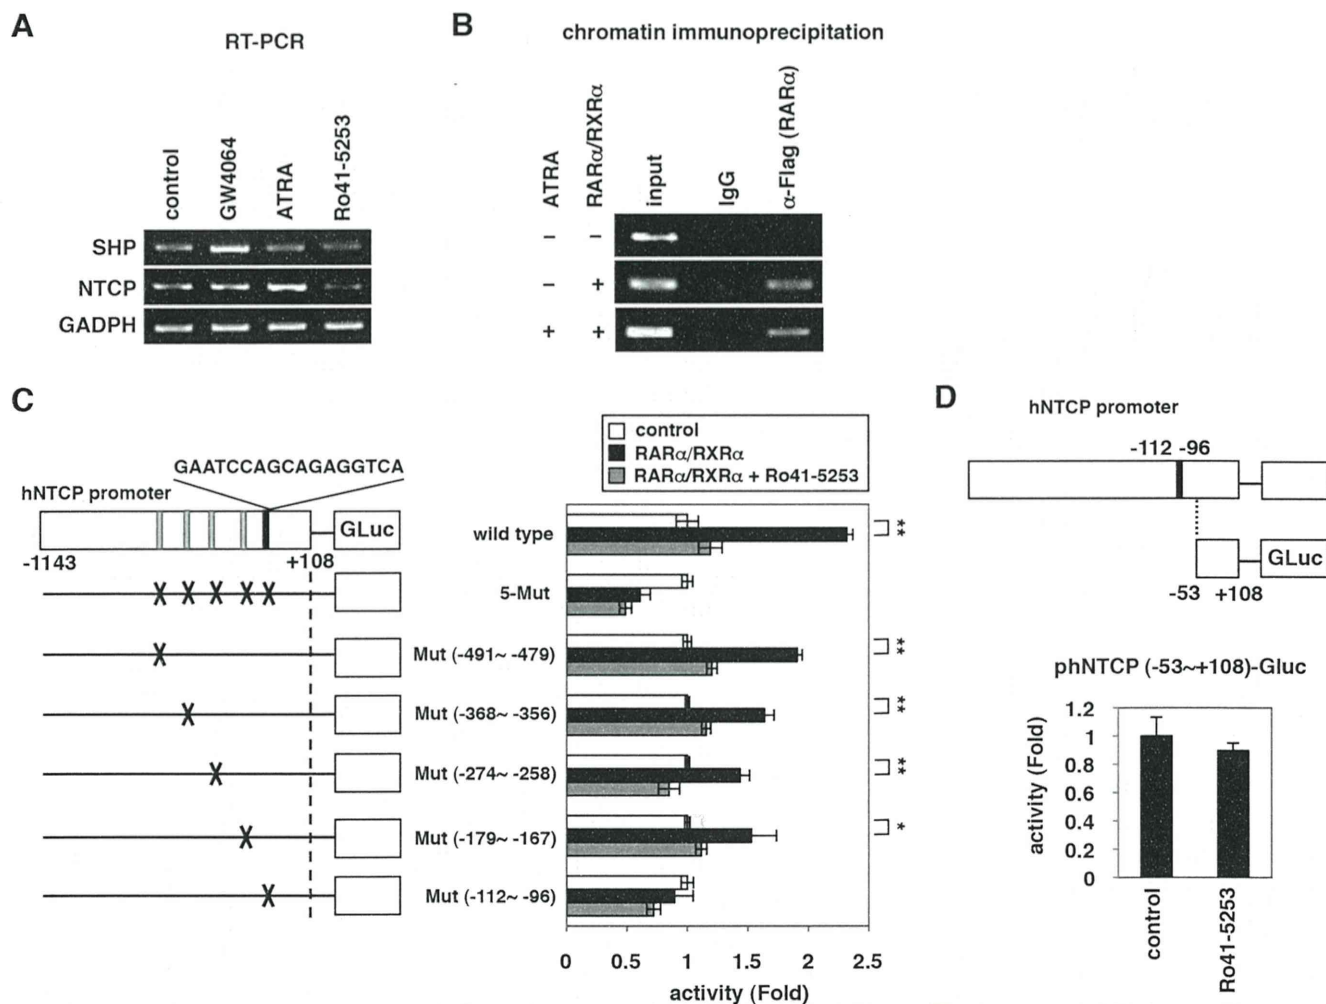 A
RT-PCR
control
GW4064
ATRA
Ro41-5253
SHP
NTCP
GADPH
B
chromatin immunoprecipitation
ATRA
RARα/RXRα
input
IgG
α-Flag (RARα)
- -
- +
+ +
C
GAATCCAGCAGAGGTCA
hNTCP promoter
GLuc
-1143
+108
X X X X X
X
X
X
X
X
control
RARα/RXRα
RARα/RXRα + Ro41-5253
wild type
**
**
5-Mut
Mut (-491~ -479)
**
**
Mut (-368~ -356)
**
**
Mut (-274~ -258)
**
**
Mut (-179~ -167)
*
Mut (-112~ -96)
0 0.5 1 1.5 2 2.5
activity (Fold)
D
hNTCP promoter
-112 -96
GLuc
-53 +108
phNTCP (-53~+108)-Gluc
1.2
1
0.8
0.6
0.4
0.2
0
activity (Fold)
control
Ro41-5253